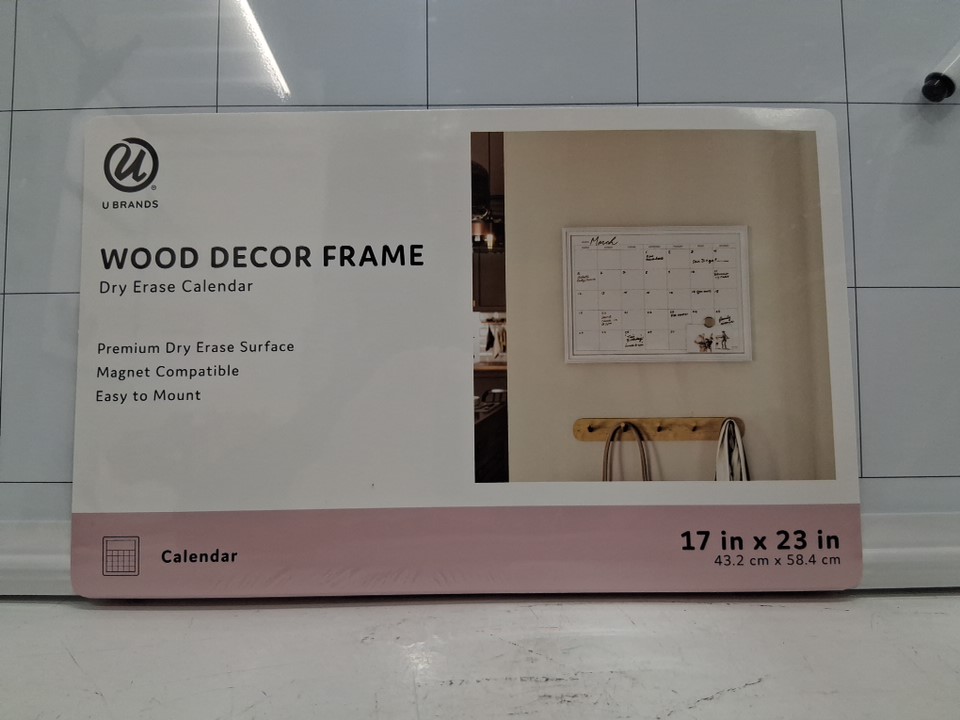 U BRANDS
WOOD DECOR FRAME
Dry Erase Calendar
Premium Dry Erase Surface
Magnet Compatible
Easy to Mount
March
Calendar
17 in x 23 in
43.2 cm x 58.4 cm